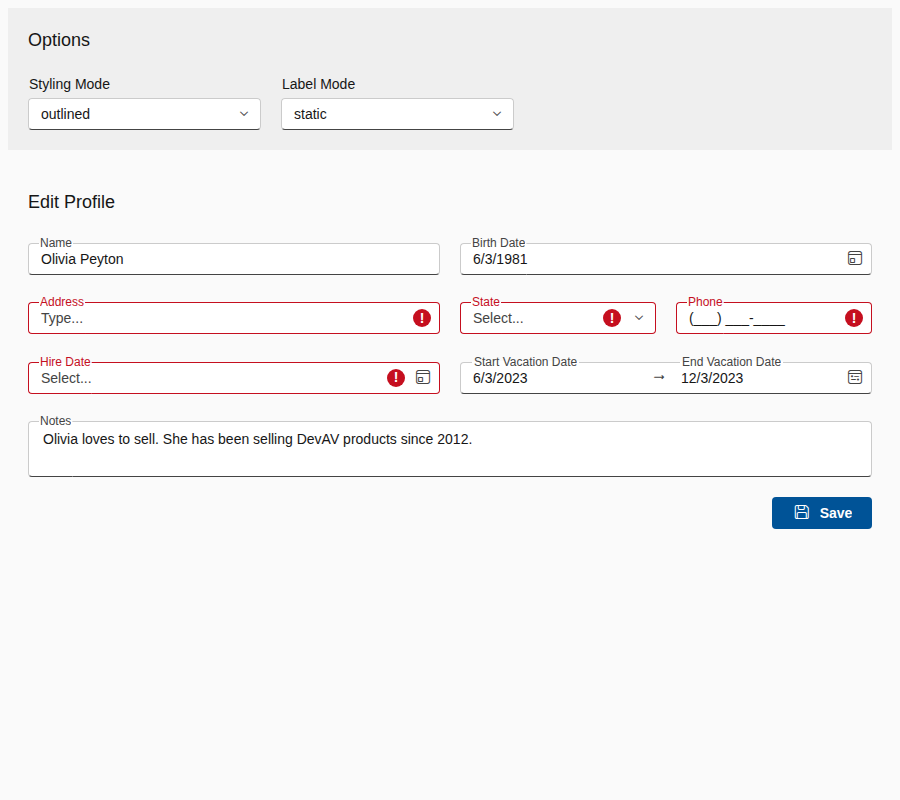 Options
Styling Mode Label Mode
outlined static
Edit Profile
Name Birth Date
Olivia Peyton 6/3/1981
Address State Phone
Type... Select... (___) ___-____
Hire Date Start Vacation Date End Vacation Date
Select... 6/3/2023 → 12/3/2023
Notes
Olivia loves to sell. She has been selling DevAV products since 2012.
Save